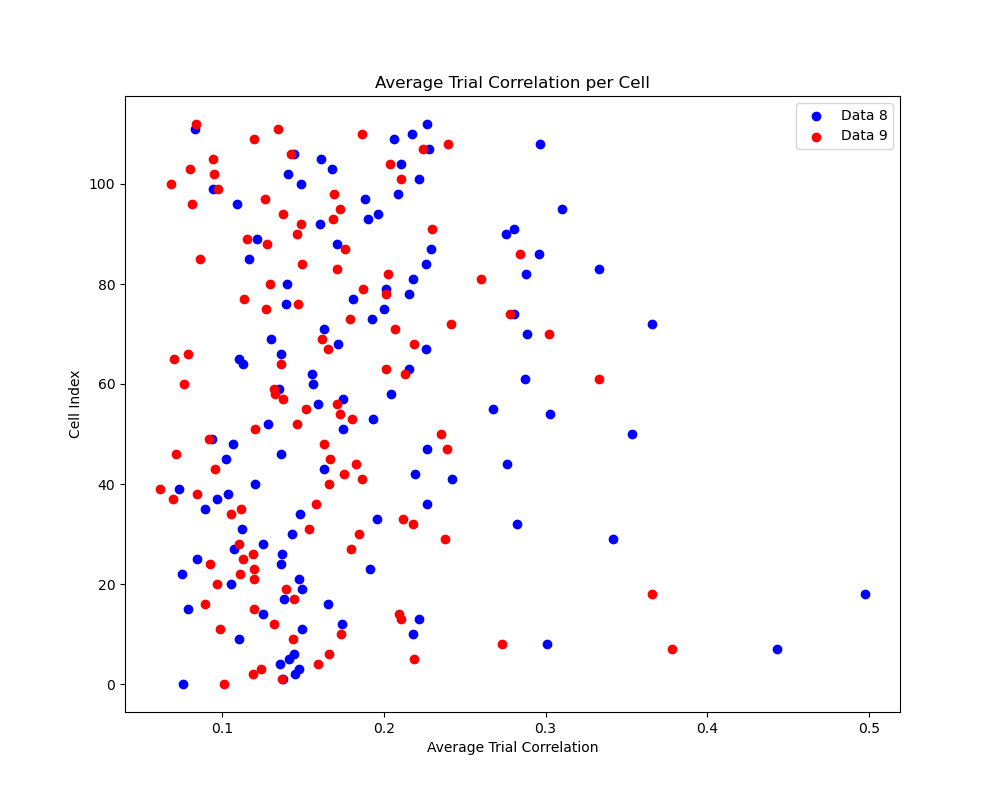 Average Trial Correlation per Cell
Data 8
Data 9
100
80
60
40
20
0
Cell Index
0.1 0.2 0.3 0.4 0.5
Average Trial Correlation